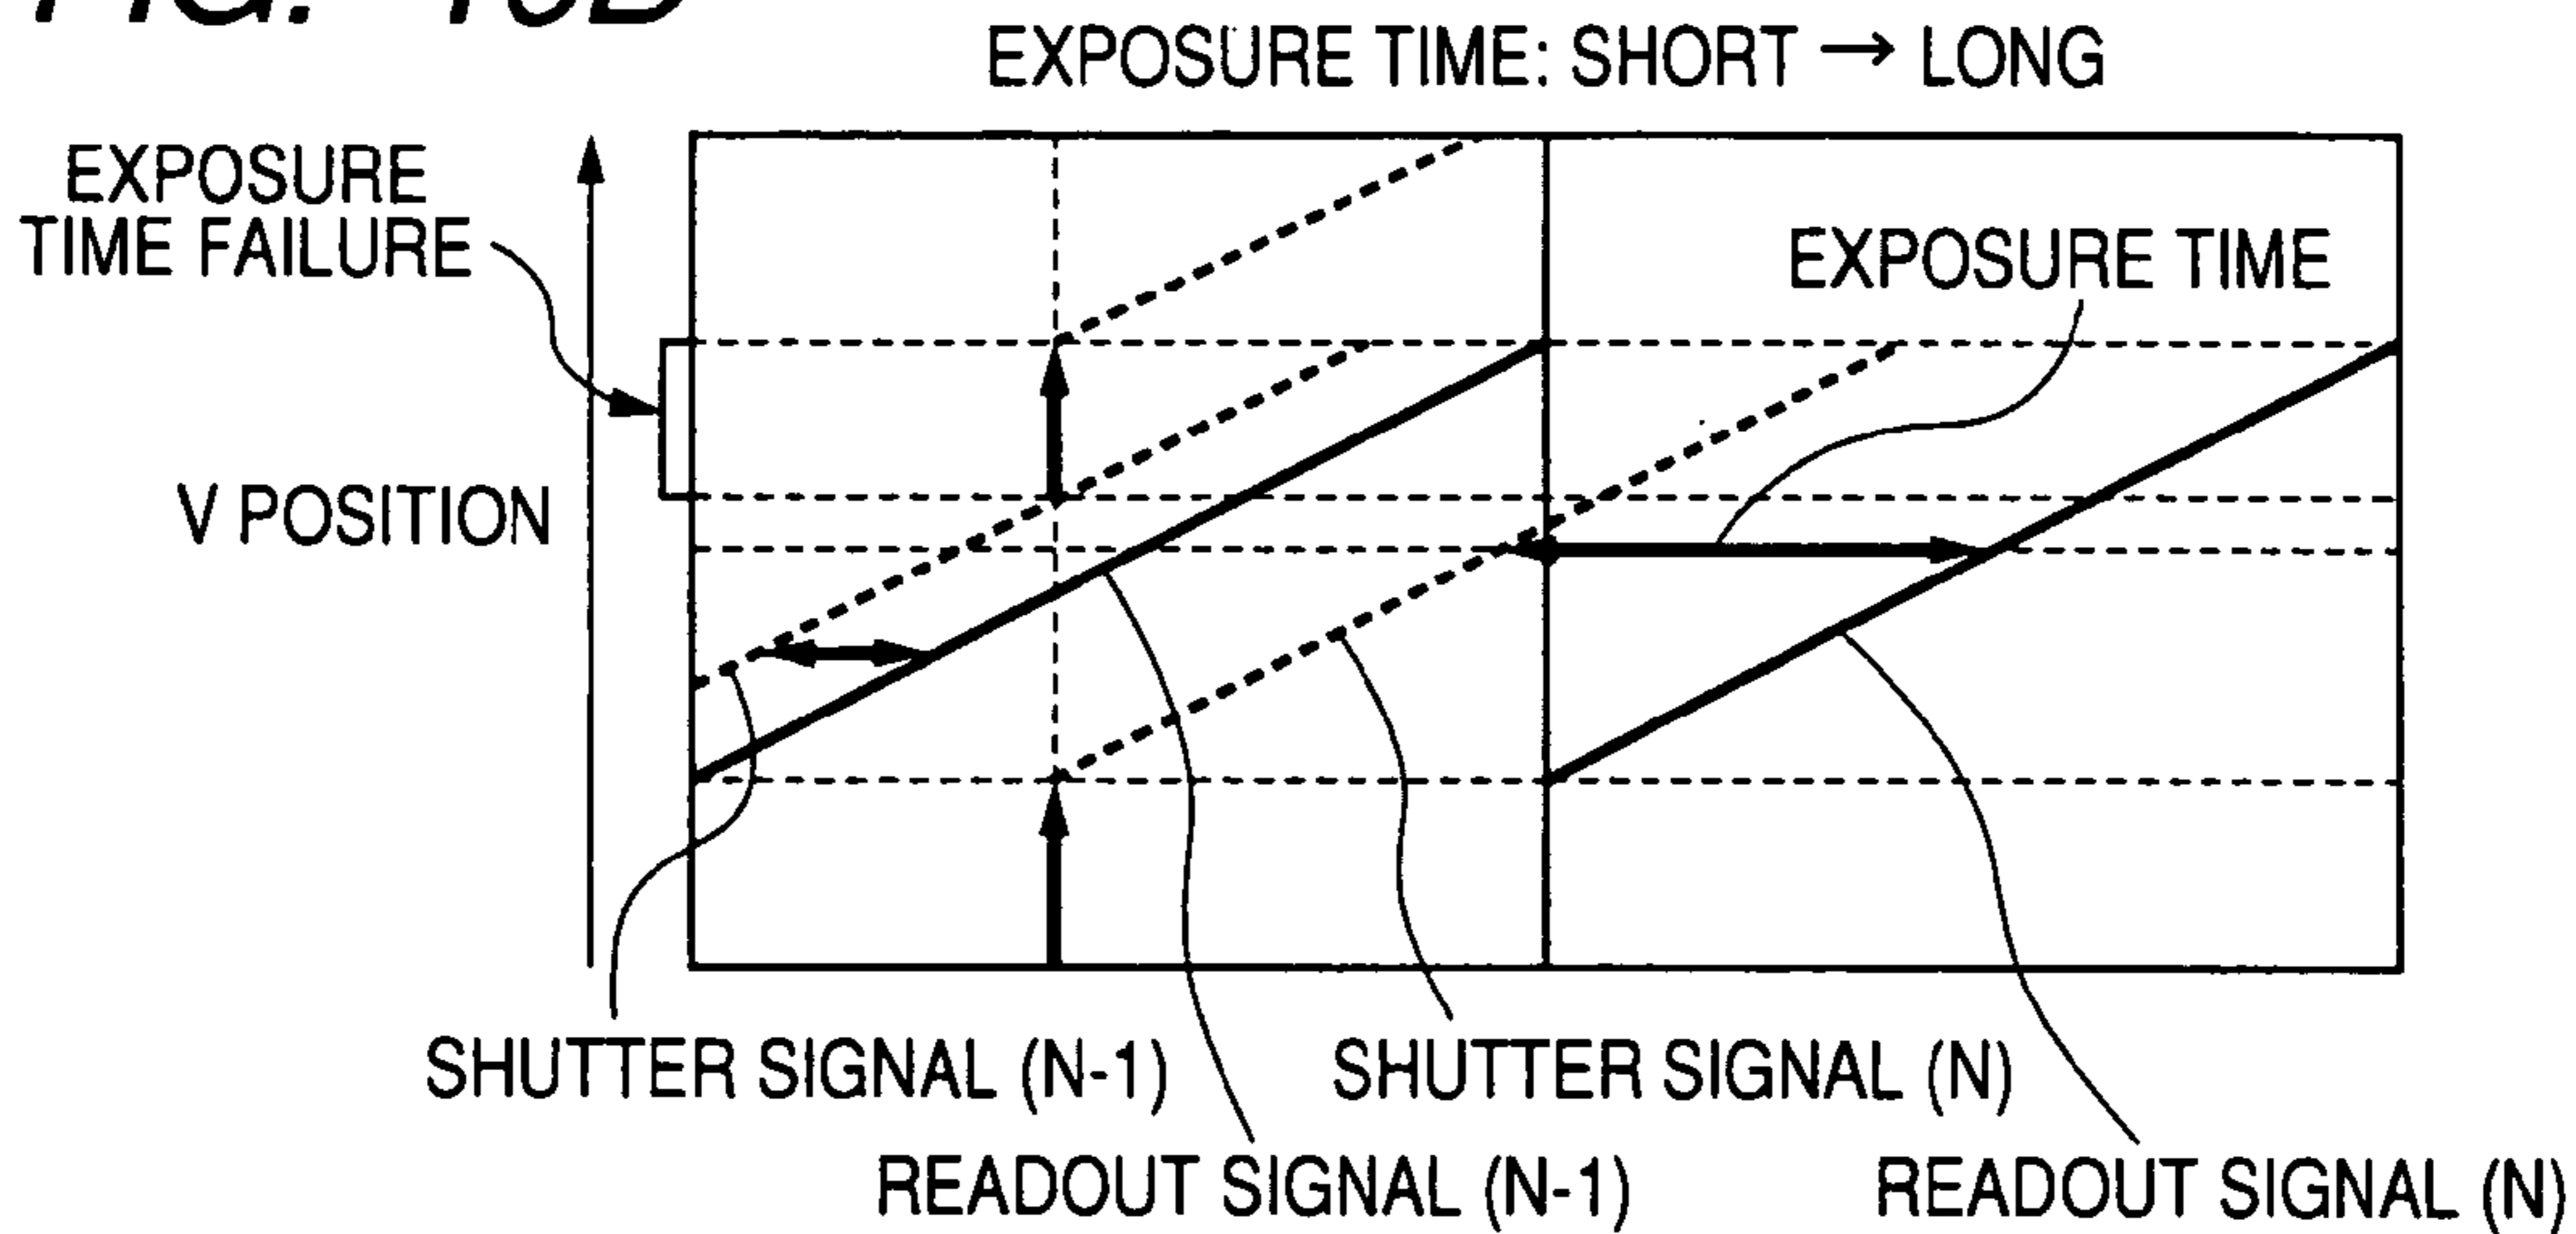 FIG.
EXPOSURE TIME: SHORT → LONG
EXPOSURE
TIME FAILURE
EXPOSURE TIME
V POSITION
SHUTTER SIGNAL (N-1)
SHUTTER SIGNAL (N)
READOUT SIGNAL (N-1)
READOUT SIGNAL (N)